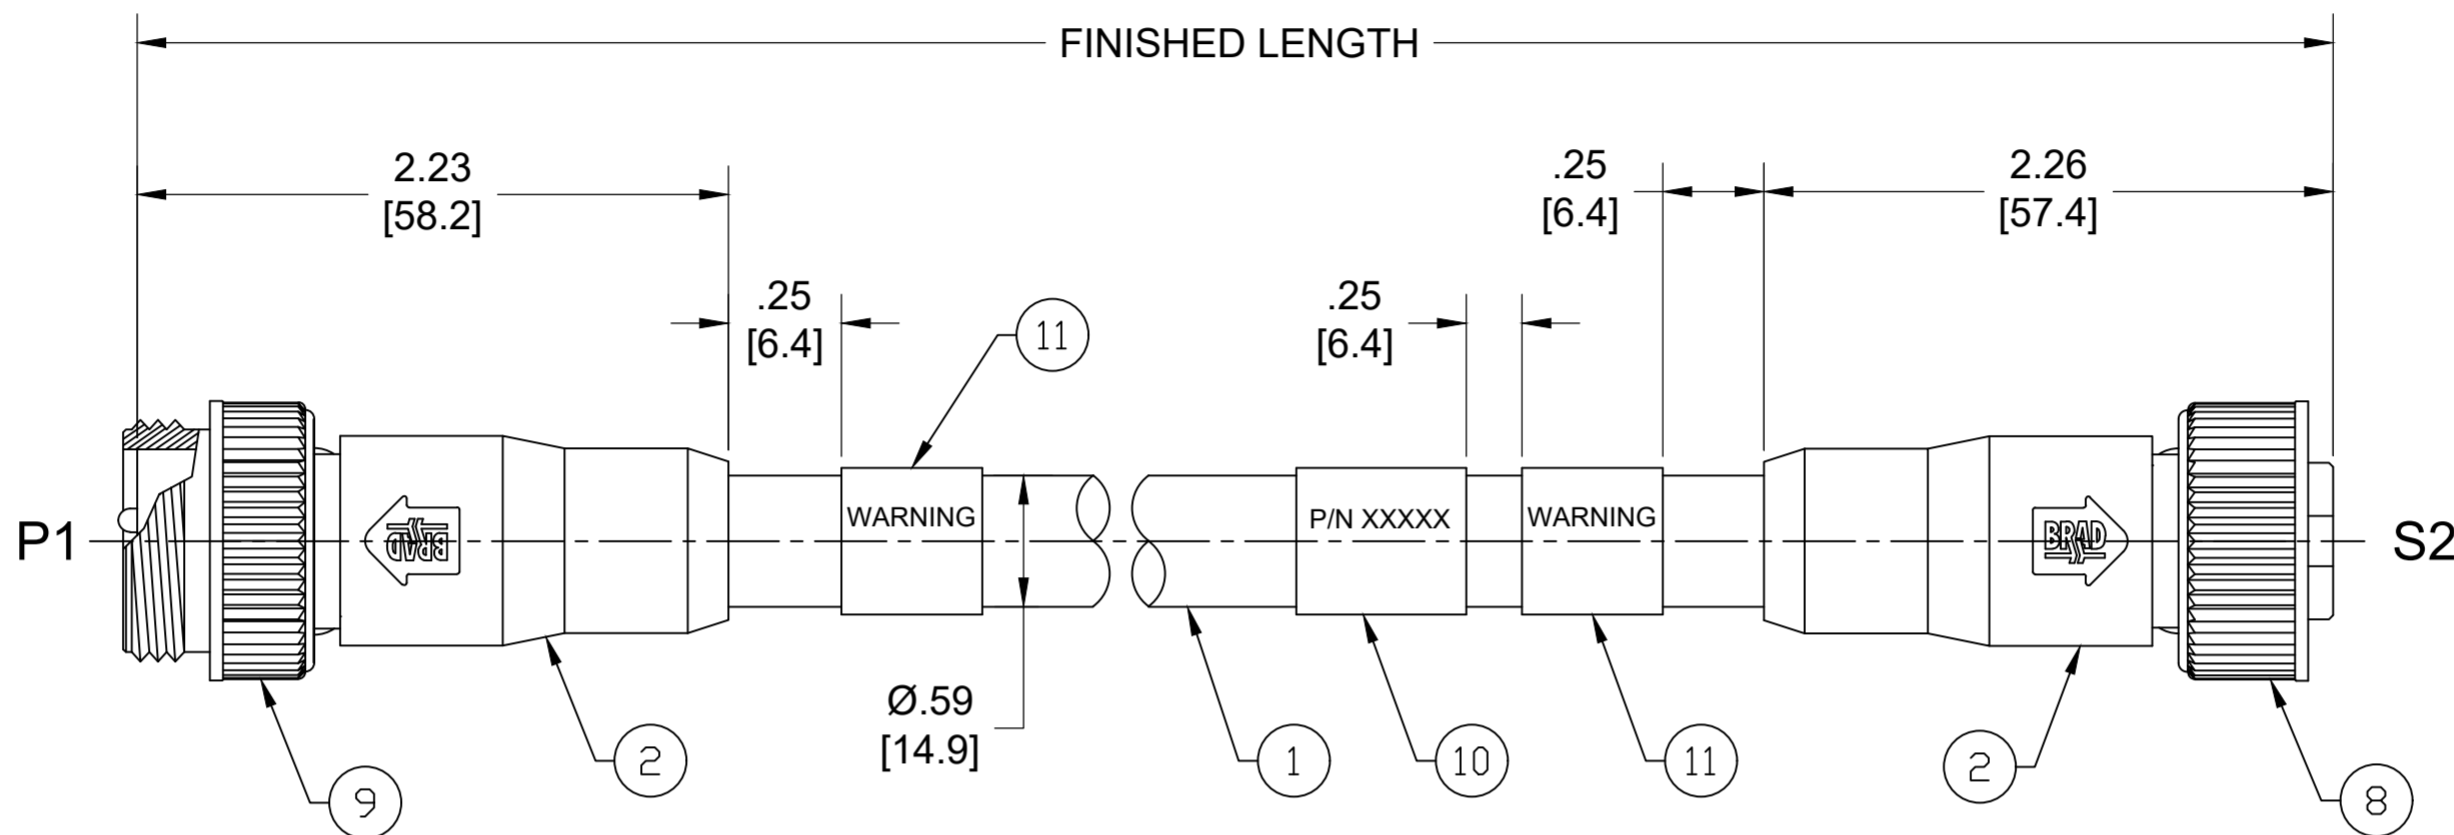 FINISHED LENGTH
2.23
[58.2]
.25
[6.4]
2.26
[57.4]
.25
[6.4]
.25
[6.4]
11
P1
BRAD
WARNING
P/N XXXXX
WARNING
BRAD
S2
Ø.59
[14.9]
9
2
1
10
11
2
8